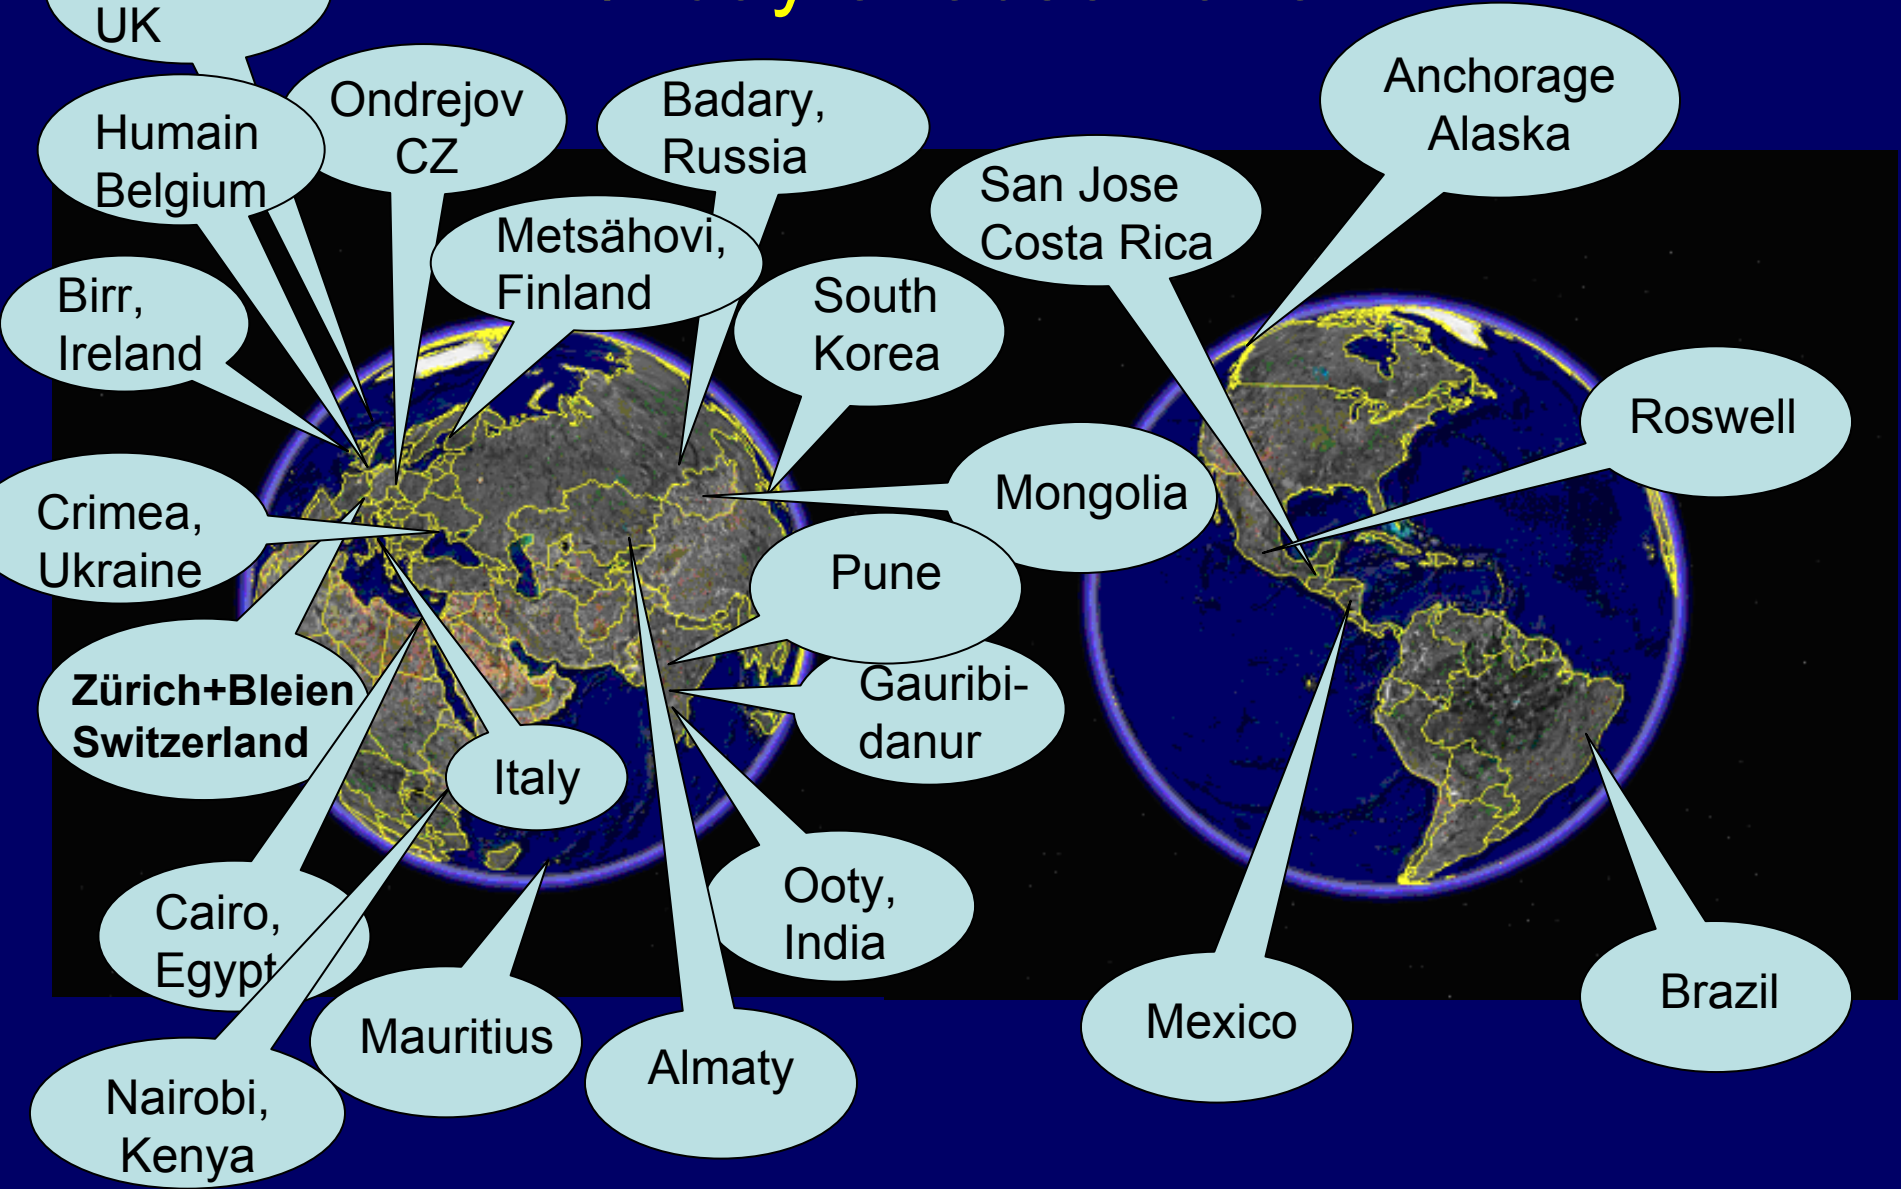 UK
Humain
Belgium
Ondrejov
CZ
Badary,
Russia
Anchorage
Alaska
San Jose
Costa Rica
Metsähovi,
Finland
Birr,
Ireland
South
Korea
Roswell
Mongolia
Crimea,
Ukraine
Pune
Zürich+Bleien
Switzerland
Gauribi-
danur
Italy
Ooty,
India
Cairo,
Egypt
Mauritius
Almaty
Mexico
Brazil
Nairobi,
Kenya